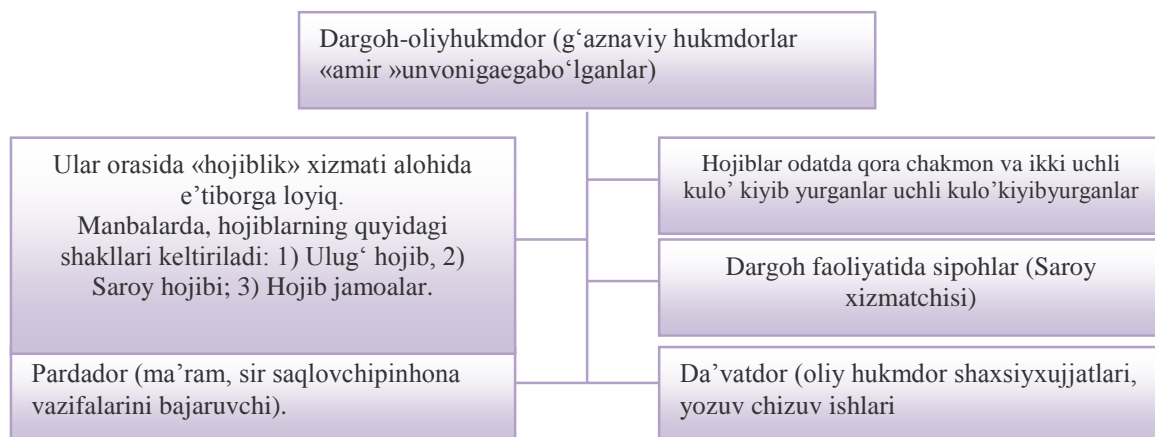 Dargoh-oliyhukmdor (g‘aznaviy hukmdorlar
«amir »unvonigaegabo‘lganlar)
Ular orasida «hojiblik» xizmati alohida
e’tiborga loyiq.
Manbalarda, hojiblarning quyidagi
shakllari keltiriladi: 1) Ulug‘ hojib, 2)
Saroy hojibi; 3) Hojib jamoalar.
Hojiblar odatda qora chakmon va ikki uchli
kulo’ kiyib yurganlar uchli kulo’kiyibyurganlar
Dargoh faoliyatida sipohlar (Saroy
xizmatchisi)
Pardador (ma’ram, sir saqlovchipinhona
vazifalarini bajaruvchi).
Da’vatdor (oliy hukmdor shaxsiyxujjatlari,
yozuv chizuv ishlari